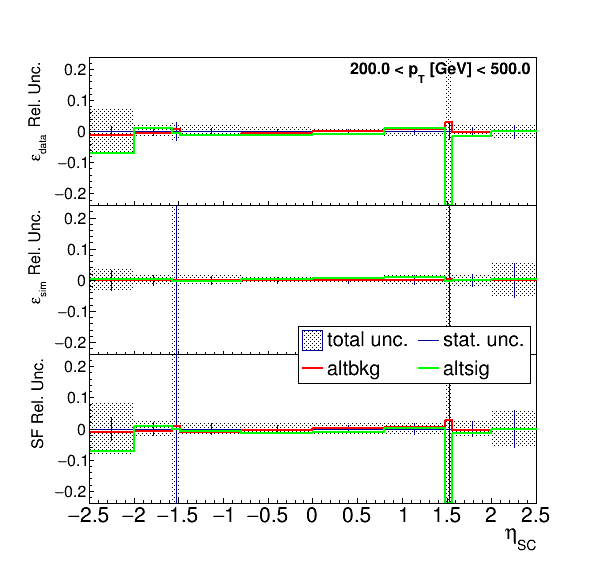 200.0 < p_T [GeV] < 500.0
ε_data Rel. Unc.
0.2
0.1
0
−0.1
−0.2
ε_sim Rel. Unc.
0.2
0.1
0
−0.1
−0.2
total unc. stat. unc.
altbkg altsig
SF Rel. Unc.
0.2
0.1
0
−0.1
−0.2
−2.5 −2 −1.5 −1 −0.5 0 0.5 1 1.5 2 2.5
η_SC